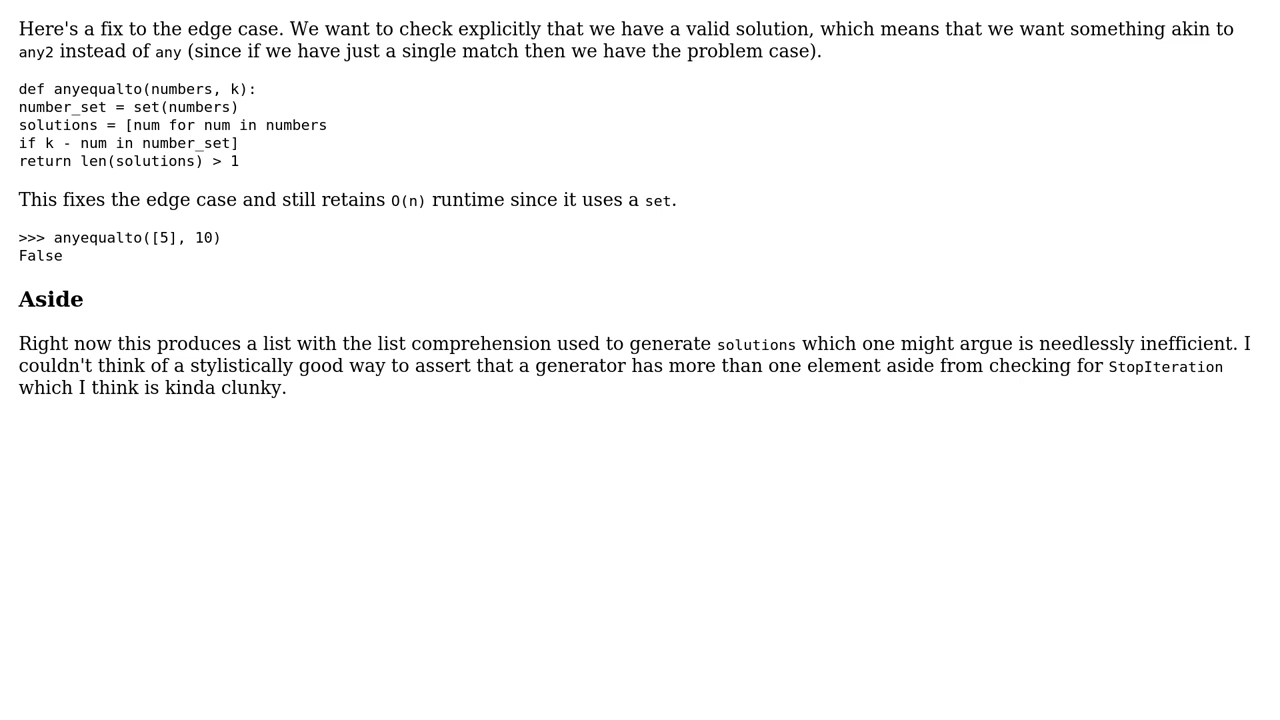 Here's a fix to the edge case. We want to check explicitly that we have a valid solution, which means that we want something akin to
any2 instead of any (since if we have just a single match then we have the problem case).
def anyequalto(numbers, k):
number_set = set(numbers)
solutions = [num for num in numbers
if k - num in number_set]
return len(solutions) > 1
This fixes the edge case and still retains O(n) runtime since it uses a set.
>>> anyequalto([5], 10)
False
Aside
Right now this produces a list with the list comprehension used to generate solutions which one might argue is needlessly inefficient. I
couldn't think of a stylistically good way to assert that a generator has more than one element aside from checking for StopIteration
which I think is kinda clunky.